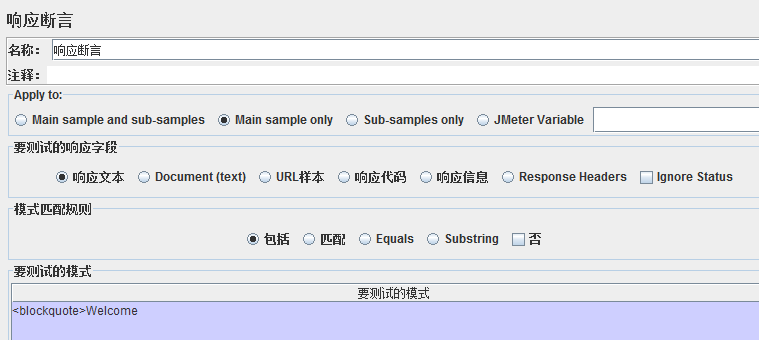 响应断言
名称： 响应断言
注释：
Apply to:
Main sample and sub-samples Main sample only Sub-samples only JMeter Variable
要测试的响应字段
响应文本 Document (text) URL样本 响应代码 响应信息 Response Headers Ignore Status
模式匹配规则
包括 匹配 Equals Substring 否
要测试的模式
要测试的模式
<blockquote>Welcome